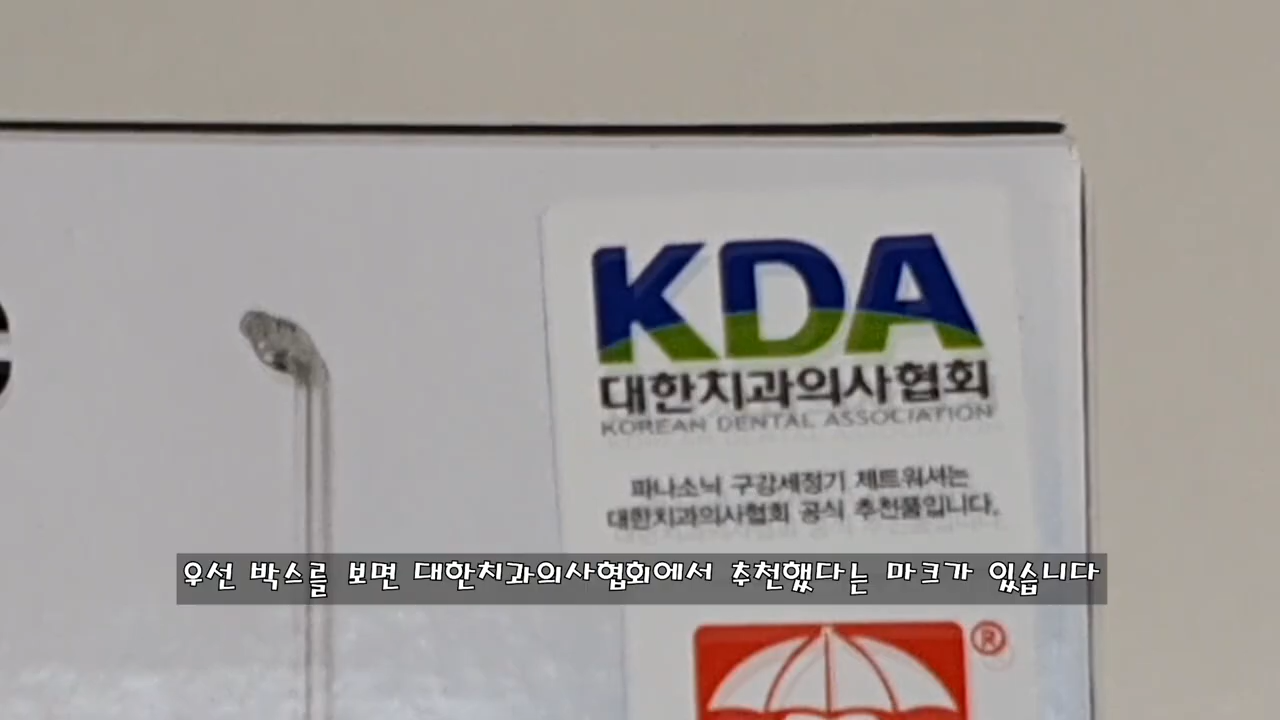 KDA
대한치과의사협회
KOREAN DENTAL ASSOCIATION
파나소닉 구강세정기 제트워셔는
대한치과의사협회 공식 추천품입니다.
우선 박스를 보면 대한치과의사협회에서 추천했다는 마크가 있습니다
®